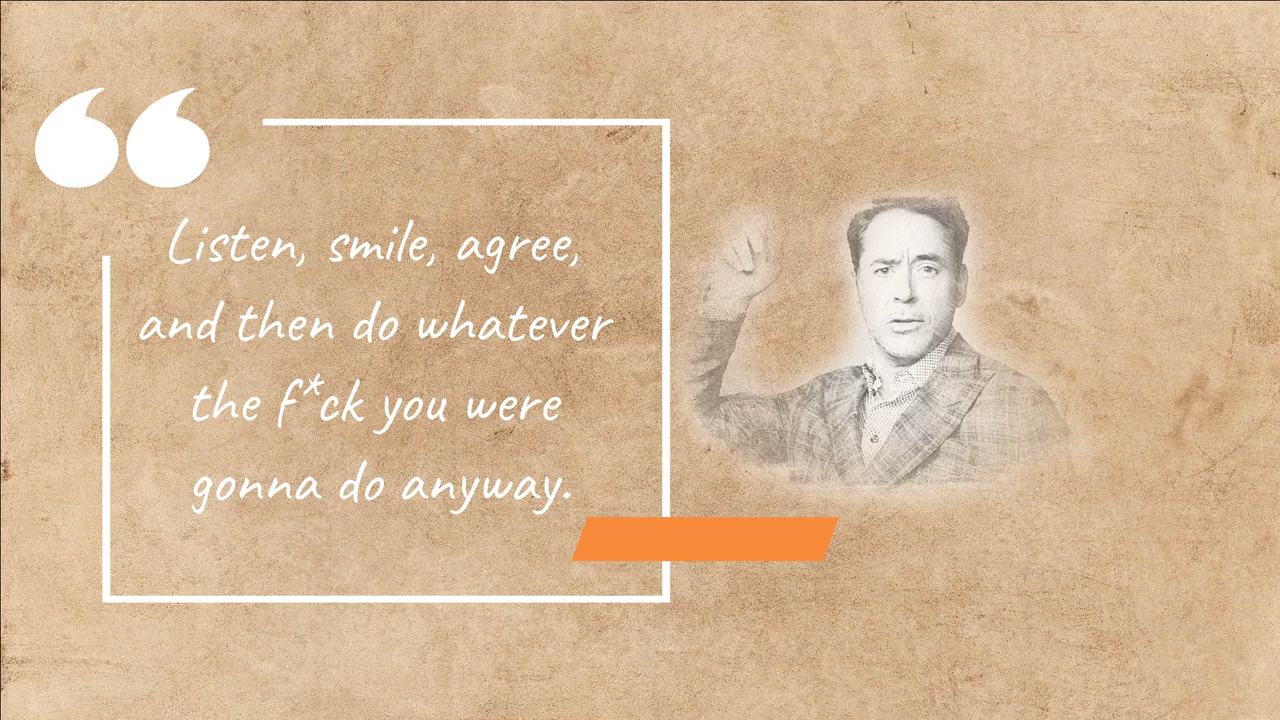 Listen, smile, agree,
and then do whatever
the f*ck you were
gonna do anyway.